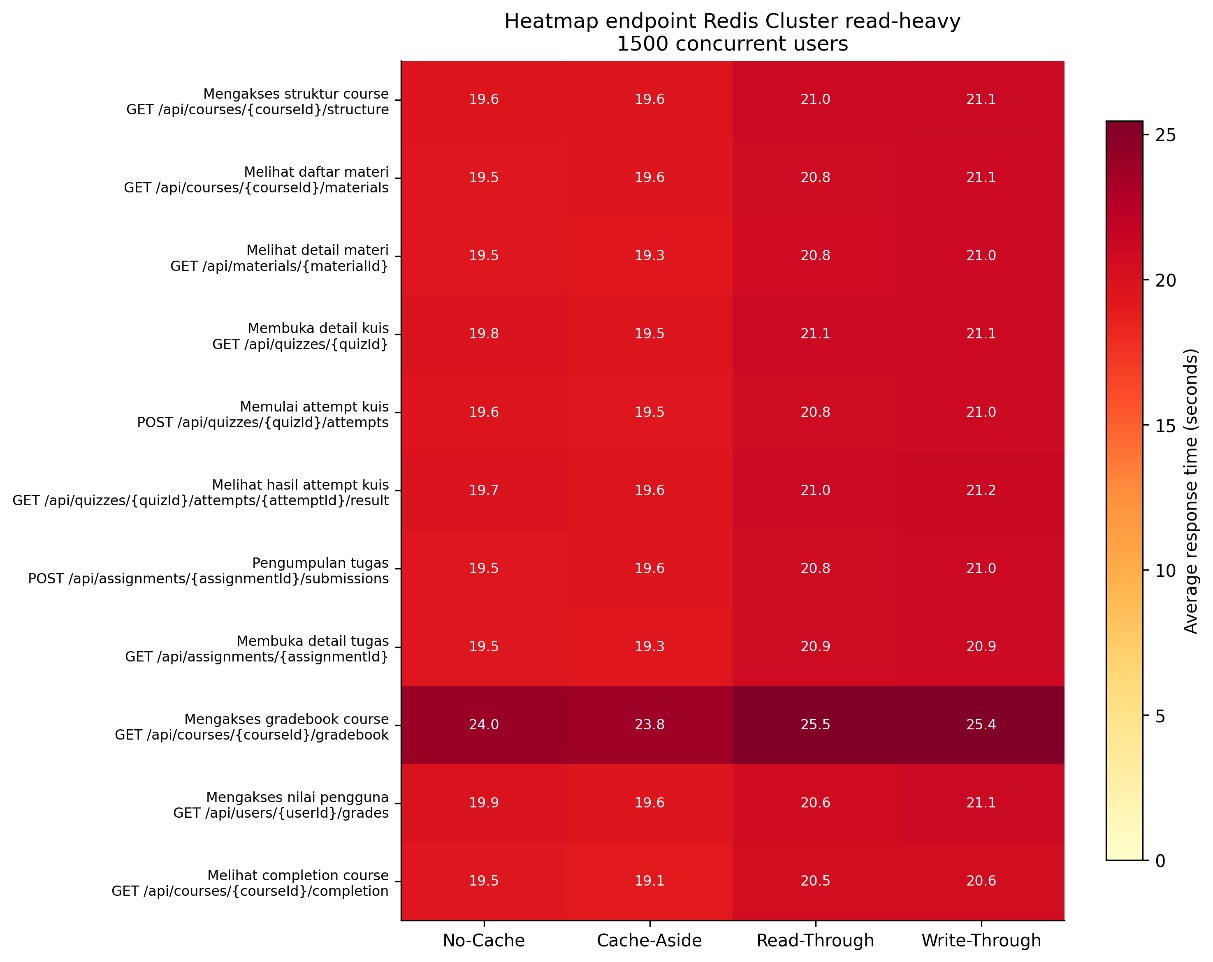 Heatmap endpoint Redis Cluster read-heavy
1500 concurrent users
Mengakses struktur course
GET /api/courses/{courseId}/structure
19.6 19.6 21.0 21.1
Melihat daftar materi
GET /api/courses/{courseId}/materials
19.5 19.6 20.8 21.1
Melihat detail materi
GET /api/materials/{materialId}
19.5 19.3 20.8 21.0
Membuka detail kuis
GET /api/quizzes/{quizId}
19.8 19.5 21.1 21.1
Memulai attempt kuis
POST /api/quizzes/{quizId}/attempts
19.6 19.5 20.8 21.0
Melihat hasil attempt kuis
GET /api/quizzes/{quizId}/attempts/{attemptId}/result
19.7 19.6 21.0 21.2
Pengumpulan tugas
POST /api/assignments/{assignmentId}/submissions
19.5 19.6 20.8 21.0
Membuka detail tugas
GET /api/assignments/{assignmentId}
19.5 19.3 20.9 20.9
Mengakses gradebook course
GET /api/courses/{courseId}/gradebook
24.0 23.8 25.5 25.4
Mengakses nilai pengguna
GET /api/users/{userId}/grades
19.9 19.6 20.6 21.1
Melihat completion course
GET /api/courses/{courseId}/completion
19.5 19.1 20.5 20.6
No-Cache Cache-Aside Read-Through Write-Through
25
20
15
10
5
0
Average response time (seconds)